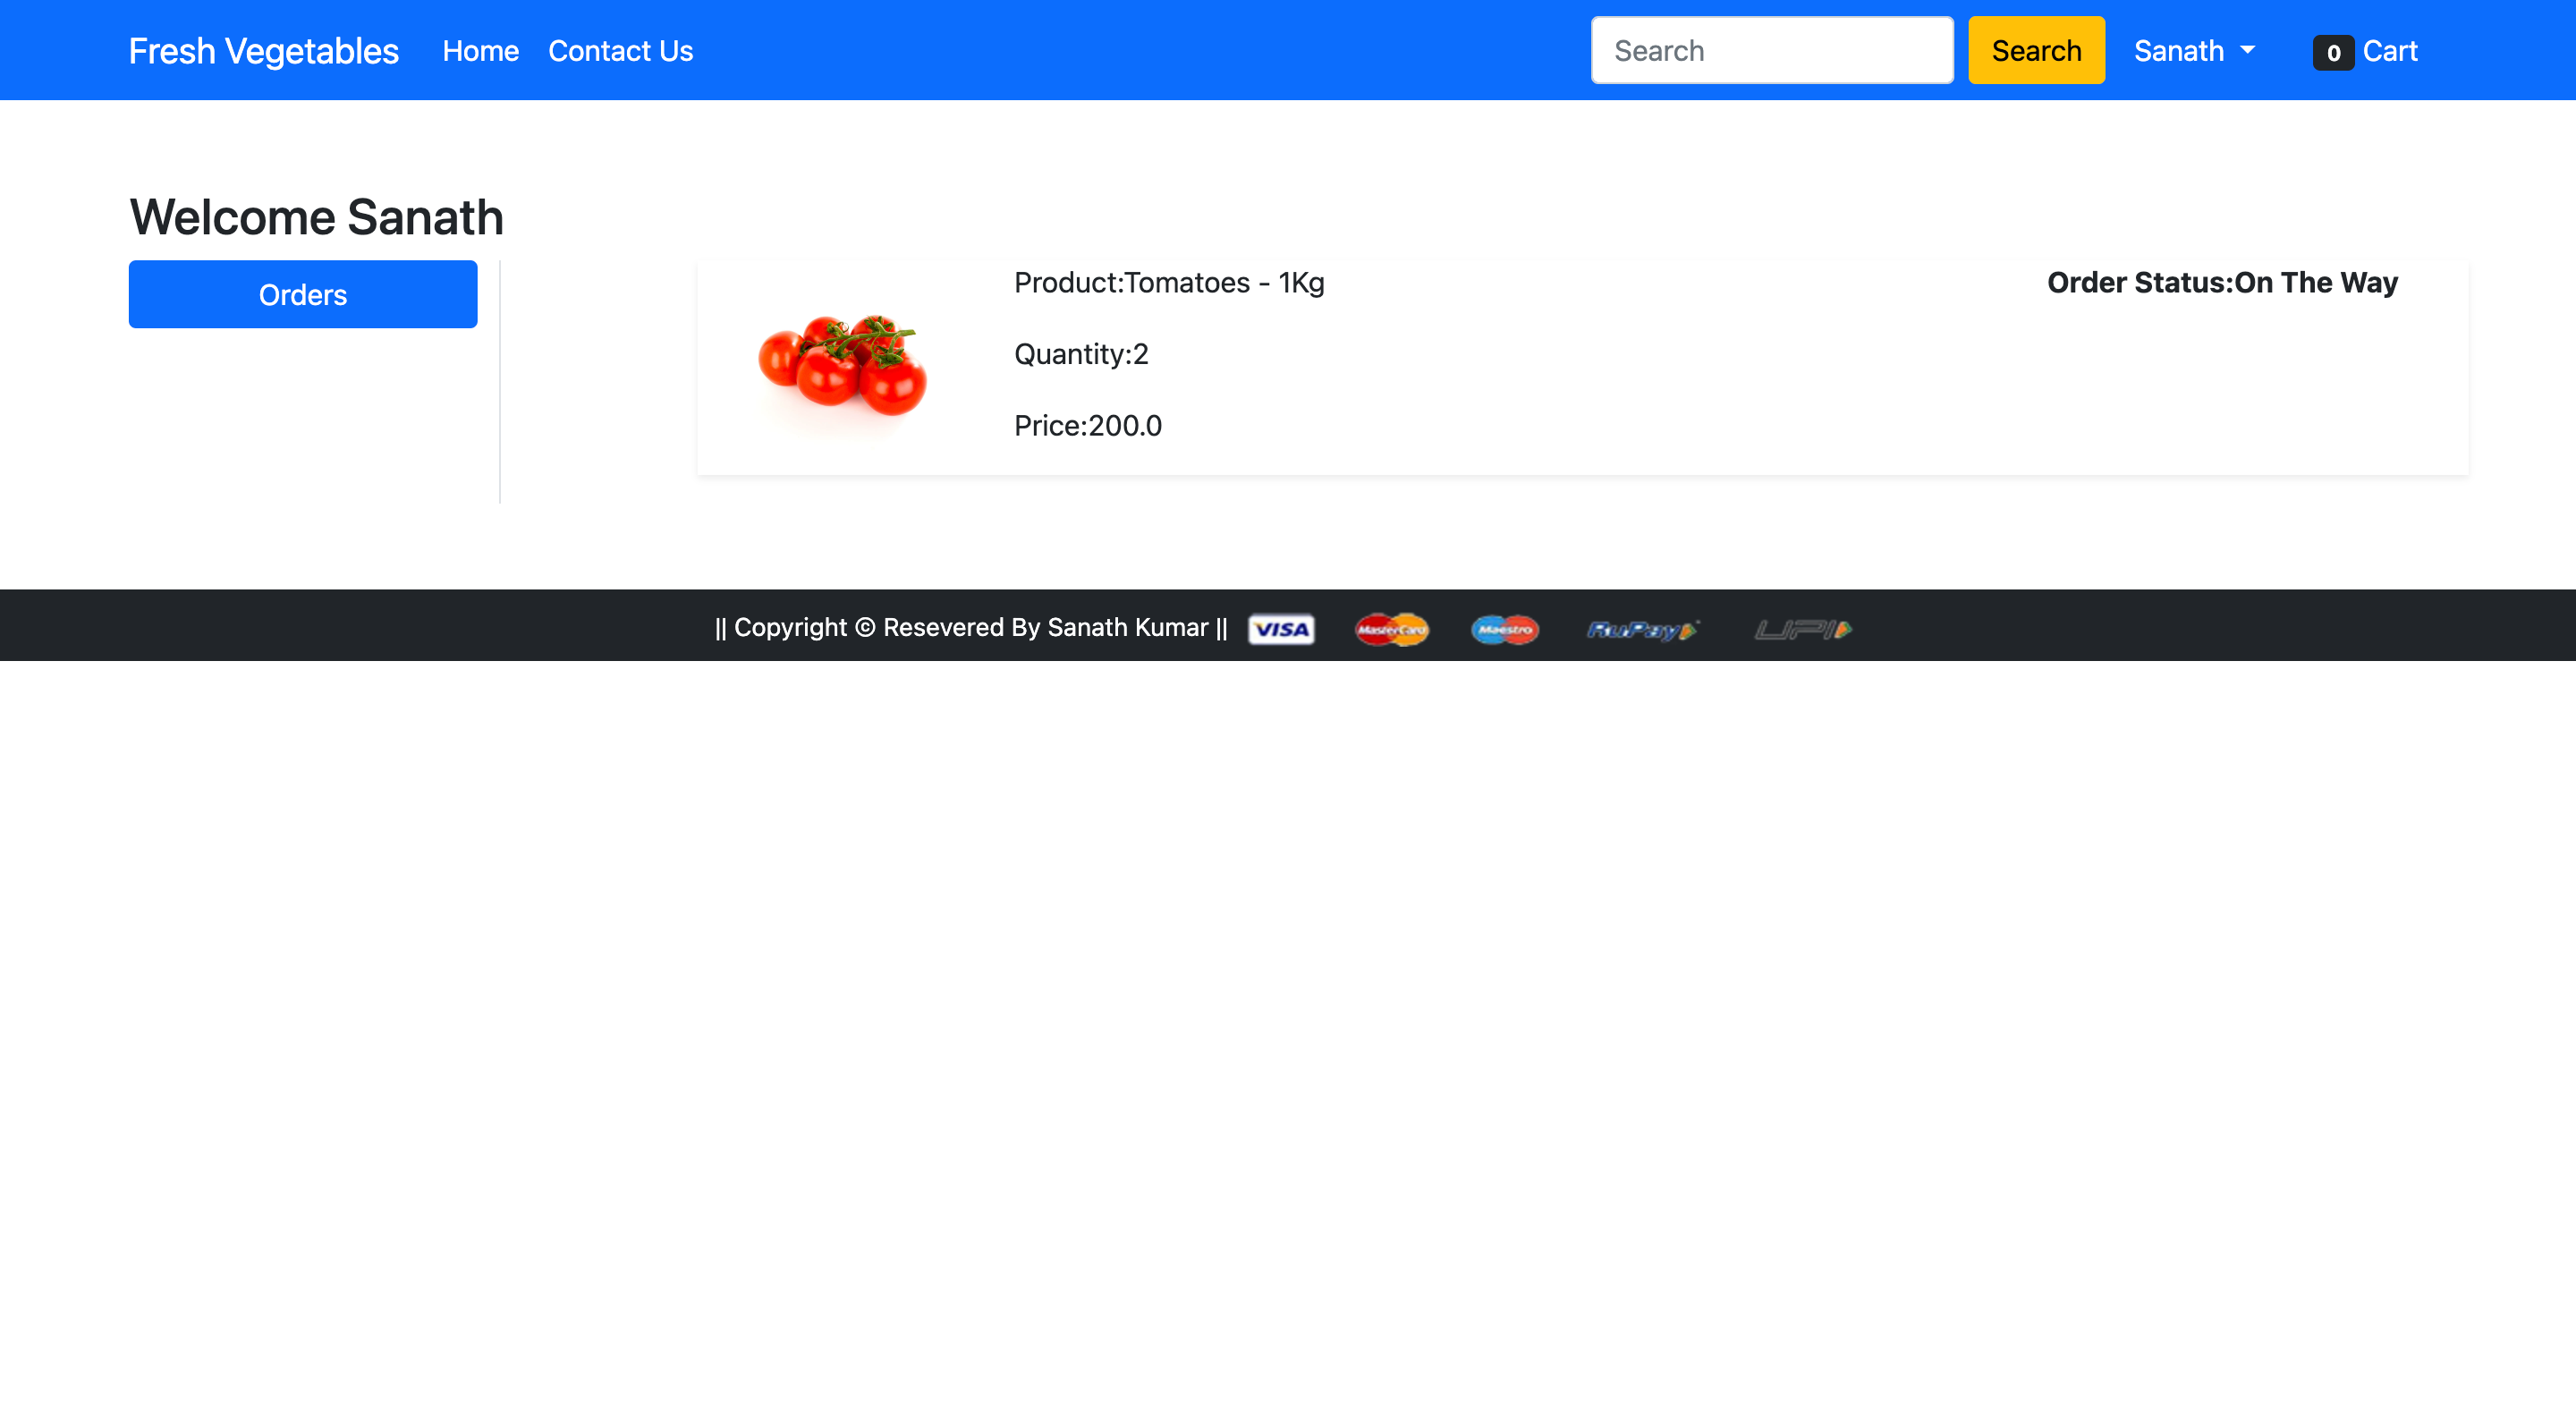 Fresh Vegetables Home Contact Us Search Search Sanath 0 Cart
Welcome Sanath
Orders
Product:Tomatoes - 1Kg
Order Status:On The Way
Quantity:2
Price:200.0
|| Copyright © Resevered By Sanath Kumar || VISA MasterCard Maestro RuPay UPI